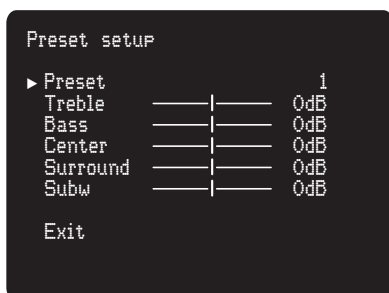 Preset setup
Preset 1
Treble 0dB
Bass 0dB
Center 0dB
Surround 0dB
Subw 0dB
Exit